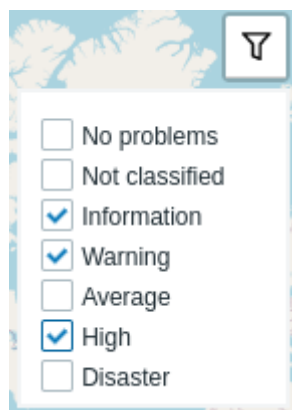 No problems
Not classified
Information
Warning
Average
High
Disaster